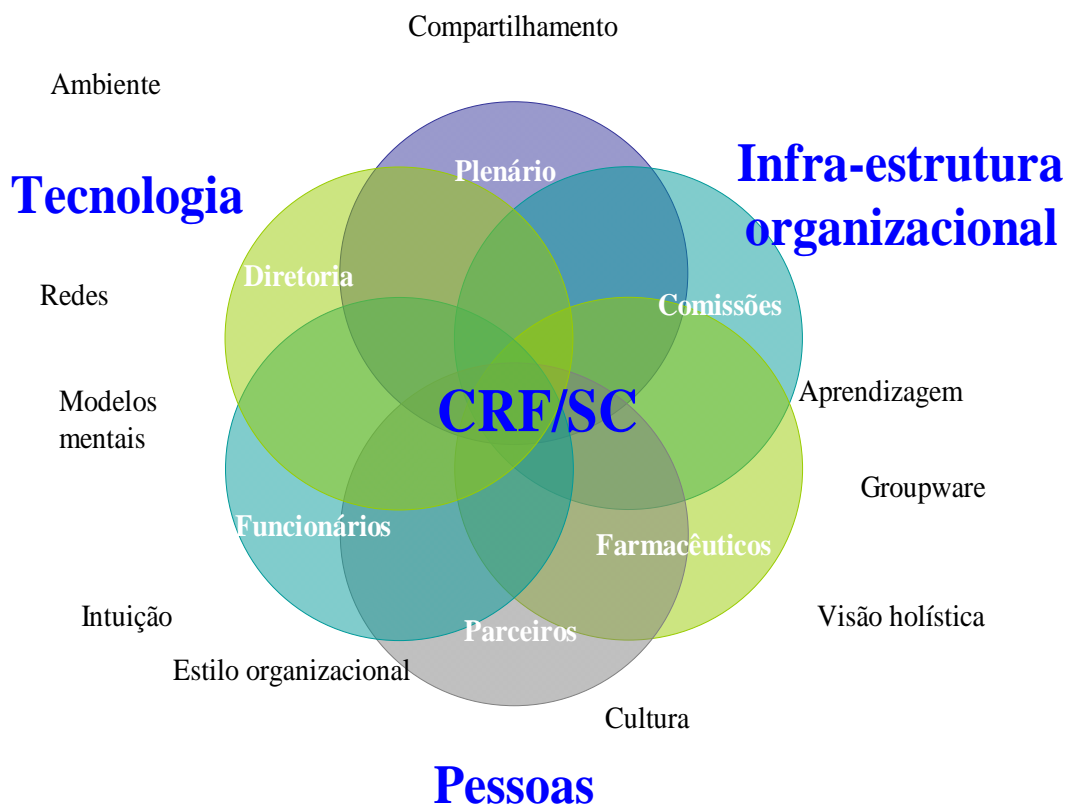 Compartilhamento
Ambiente
Plenário
Infra-estrutura
organizacional
Tecnologia
Diretoria
Redes
Comissões
Modelos
mentais
CRF/SC
Aprendizagem
Groupware
Funcionários
Farmacêuticos
Intuição
Parceiros
Visão holística
Estilo organizacional
Cultura
Pessoas